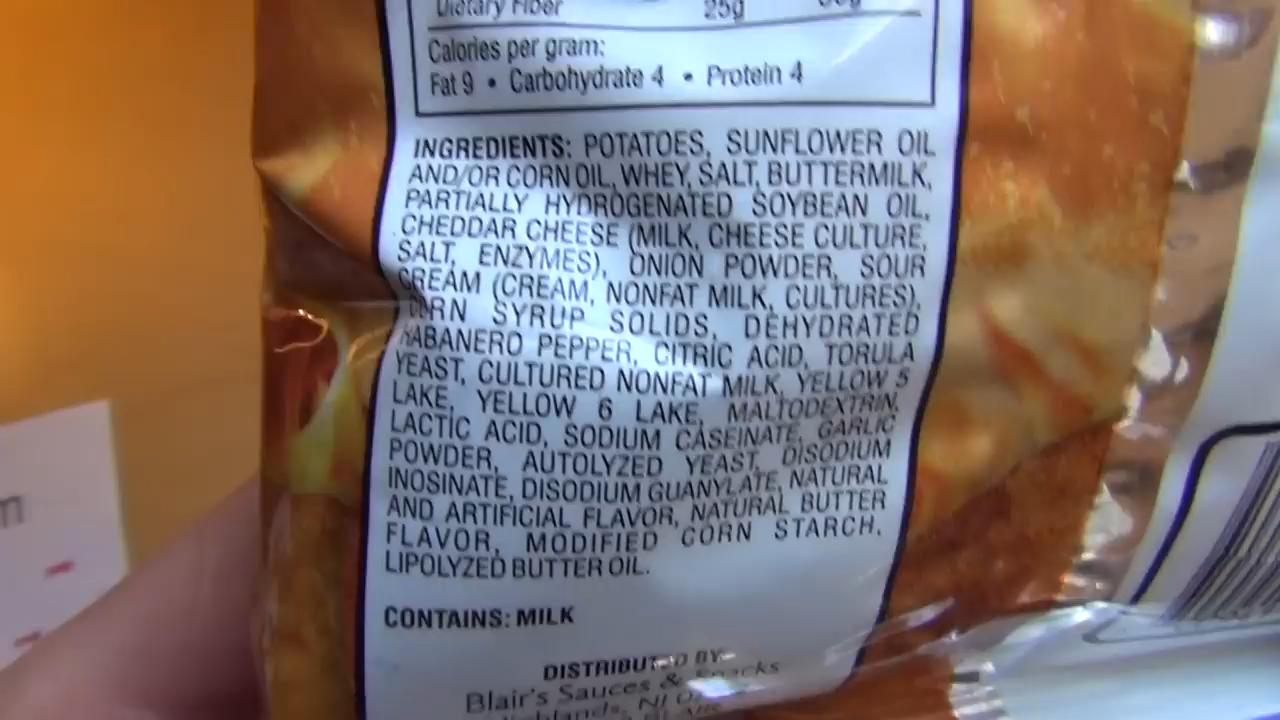 Dietary Fiber 25g
Calories per gram:
Fat 9 • Carbohydrate 4 • Protein 4
INGREDIENTS: POTATOES, SUNFLOWER OIL
AND/OR CORN OIL, WHEY, SALT, BUTTERMILK,
PARTIALLY HYDROGENATED SOYBEAN OIL,
CHEDDAR CHEESE (MILK, CHEESE CULTURE,
SALT, ENZYMES), ONION POWDER, SOUR
CREAM (CREAM, NONFAT MILK, CULTURES),
CORN SYRUP SOLIDS, DEHYDRATED
HABANERO PEPPER, CITRIC ACID, TORULA
YEAST, CULTURED NONFAT MILK, YELLOW 5
LAKE, YELLOW 6 LAKE, MALTODEXTRIN,
LACTIC ACID, SODIUM CASEINATE, GARLIC
POWDER, AUTOLYZED YEAST, DISODIUM
INOSINATE, DISODIUM GUANYLATE, NATURAL
AND ARTIFICIAL FLAVOR, NATURAL BUTTER
FLAVOR, MODIFIED CORN STARCH,
LIPOLYZED BUTTER OIL.
CONTAINS: MILK
DISTRIBUTED BY
Blair's Sauces & Snacks
NJ